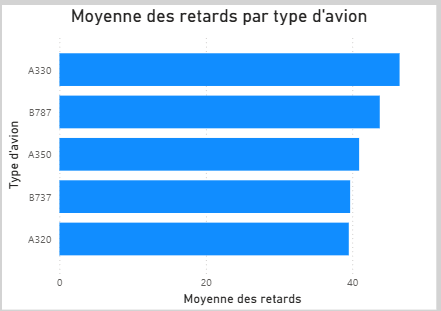 Moyenne des retards par type d'avion
Type d'avion
A330
B787
A350
B737
A320
0 20 40
Moyenne des retards